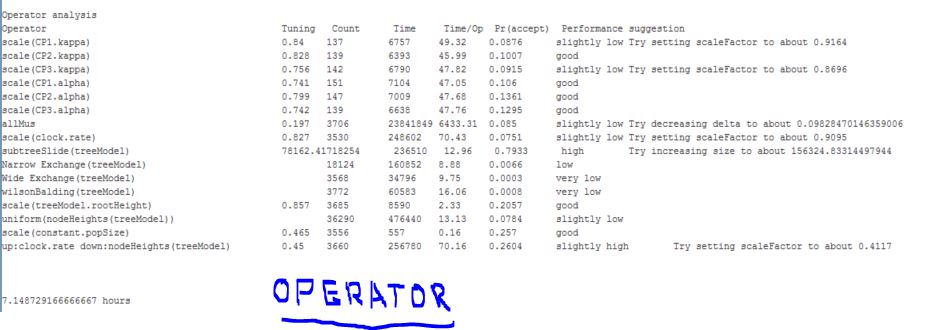 Operator analysis
Operator Tuning Count Time Time/Op Pr(accept) Performance suggestion
scale(CP1.kappa) 0.84 137 6757 49.32 0.0876 slightly low Try setting scaleFactor to about 0.9164
scale(CP2.kappa) 0.828 139 6393 45.99 0.1007 good
scale(CP3.kappa) 0.756 142 6790 47.82 0.0915 slightly low Try setting scaleFactor to about 0.8696
scale(CP1.alpha) 0.741 151 7104 47.05 0.106 good
scale(CP2.alpha) 0.799 147 7009 47.68 0.1361 good
scale(CP3.alpha) 0.742 139 6638 47.76 0.1295 good
allMus 0.197 3706 23841849 6433.31 0.085 slightly low Try decreasing delta to about 0.09828470146359006
scale(clock.rate) 0.827 3530 248602 70.43 0.0751 slightly low Try setting scaleFactor to about 0.9095
subtreeSlide(treeModel) 78162.41718254 236510 12.96 0.7933 high Try increasing size to about 156324.83314497944
Narrow Exchange(treeModel) 18124 160852 8.88 0.0066 low
Wide Exchange(treeModel) 3568 34796 9.75 0.0003 very low
wilsonBalding(treeModel) 3772 60583 16.06 0.0008 very low
scale(treeModel.rootHeight) 0.857 3685 8590 2.33 0.2057 good
uniform(nodeHeights(treeModel)) 36290 476440 13.13 0.0784 slightly low
scale(constant.popSize) 0.465 3556 557 0.16 0.257 good
up:clock.rate down:nodeHeights(treeModel) 0.45 3660 256780 70.16 0.2604 slightly high Try setting scaleFactor to about 0.4117
7.148729166666667 hours
OPERATOR